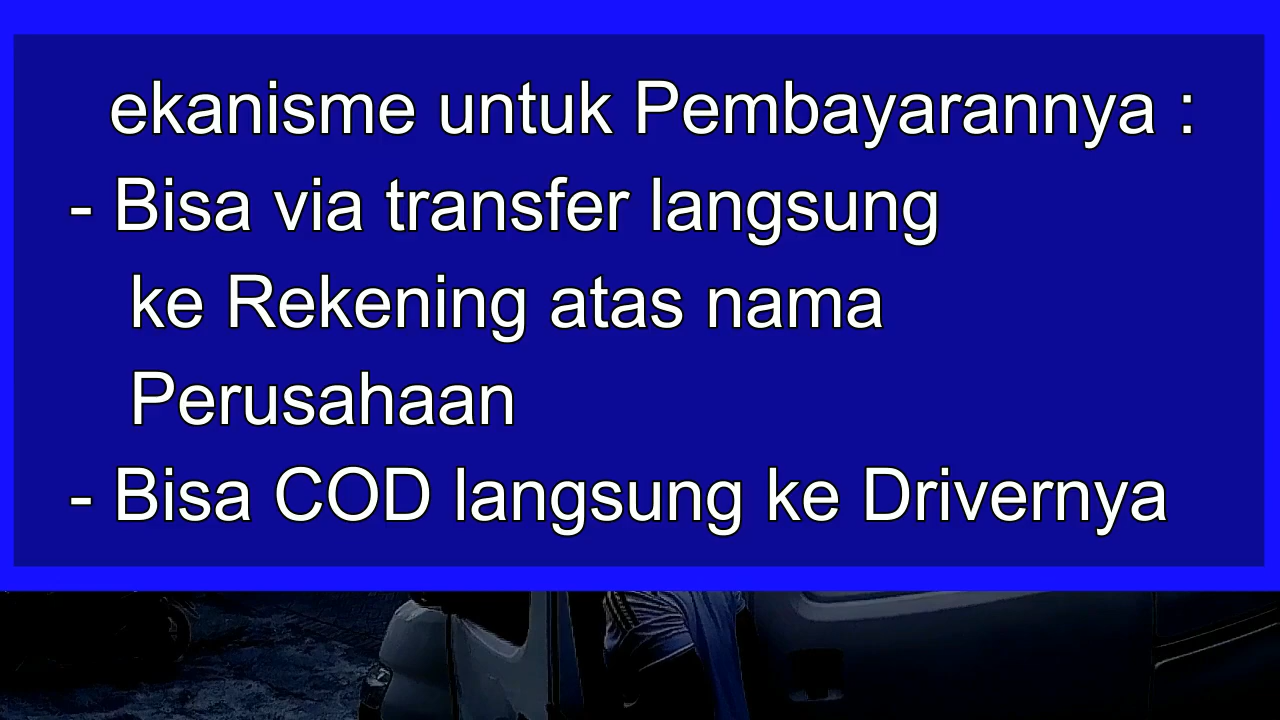 ekanisme untuk Pembayarannya :
- Bisa via transfer langsung
ke Rekening atas nama
Perusahaan
- Bisa COD langsung ke Drivernya